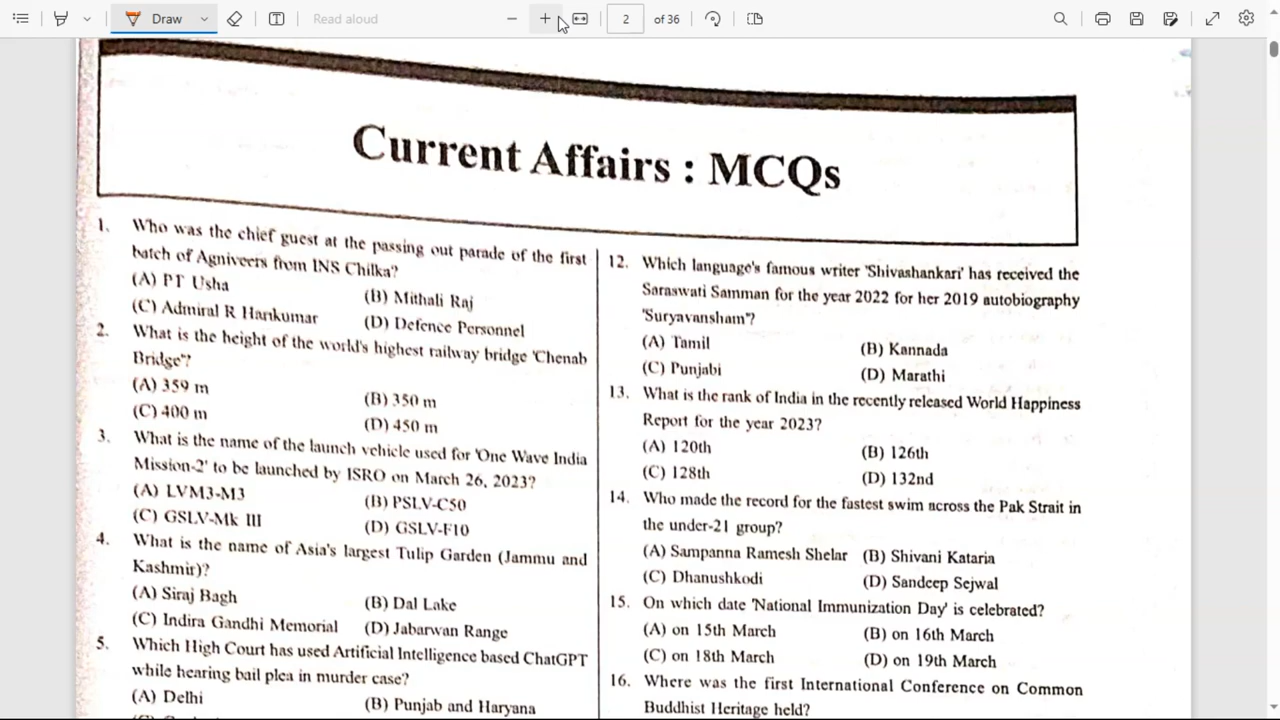 Draw
Read aloud
2
of 36
Current Affairs : MCQs
1. Who was the chief guest at the passing out parade of the first
batch of Agniveers from INS Chilka?
(A) PT Usha (B) Mithali Raj
(C) Admiral R Harikumar (D) Defence Personnel
2. What is the height of the world's highest railway bridge 'Chenab
Bridge'?
(A) 359 m (B) 350 m
(C) 400 m (D) 450 m
3. What is the name of the launch vehicle used for 'One Wave India
Mission-2' to be launched by ISRO on March 26, 2023?
(A) LVM3-M3 (B) PSLV-C50
(C) GSLV-Mk III (D) GSLV-F10
4. What is the name of Asia's largest Tulip Garden (Jammu and
Kashmir)?
(A) Siraj Bagh (B) Dal Lake
(C) Indira Gandhi Memorial (D) Jabarwan Range
5. Which High Court has used Artificial Intelligence based ChatGPT
while hearing bail plea in murder case?
(A) Delhi (B) Punjab and Haryana
12. Which language's famous writer 'Shivashankari' has received the
Saraswati Samman for the year 2022 for her 2019 autobiography
'Suryavansham'?
(A) Tamil (B) Kannada
(C) Punjabi (D) Marathi
13. What is the rank of India in the recently released World Happiness
Report for the year 2023?
(A) 120th (B) 126th
(C) 128th (D) 132nd
14. Who made the record for the fastest swim across the Pak Strait in
the under-21 group?
(A) Sampanna Ramesh Shelar (B) Shivani Kataria
(C) Dhanushkodi (D) Sandeep Sejwal
15. On which date 'National Immunization Day' is celebrated?
(A) on 15th March (B) on 16th March
(C) on 18th March (D) on 19th March
16. Where was the first International Conference on Common
Buddhist Heritage held?